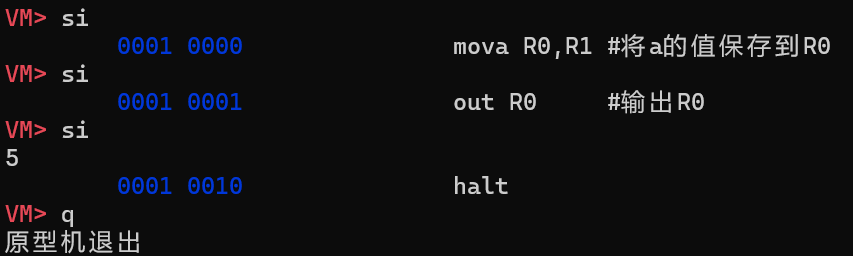 VM> si
0001 0000 mova R0,R1 #将a的值保存到R0
VM> si
0001 0001 out R0 #输出R0
VM> si
5
0001 0010 halt
VM> q
原型机退出